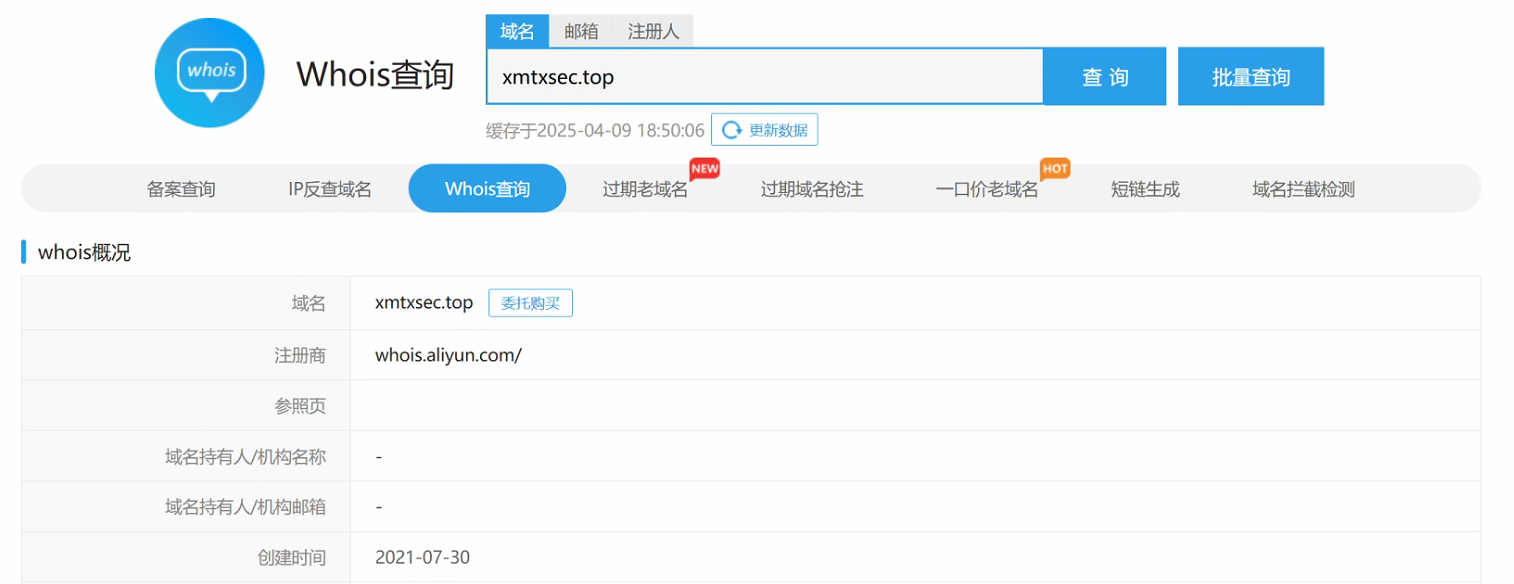 域名 邮箱 注册人
whois
Whois查询
xmtxsec.top
查 询
批量查询
缓存于2025-04-09 18:50:06 更新数据
备案查询 IP反查域名 Whois查询 过期老域名 NEW 过期域名抢注 一口价老域名 HOT 短链生成 域名拦截检测
whois概况
域名 xmtxsec.top 委托购买
注册商 whois.aliyun.com/
参照页
域名持有人/机构名称 -
域名持有人/机构邮箱 -
创建时间 2021-07-30